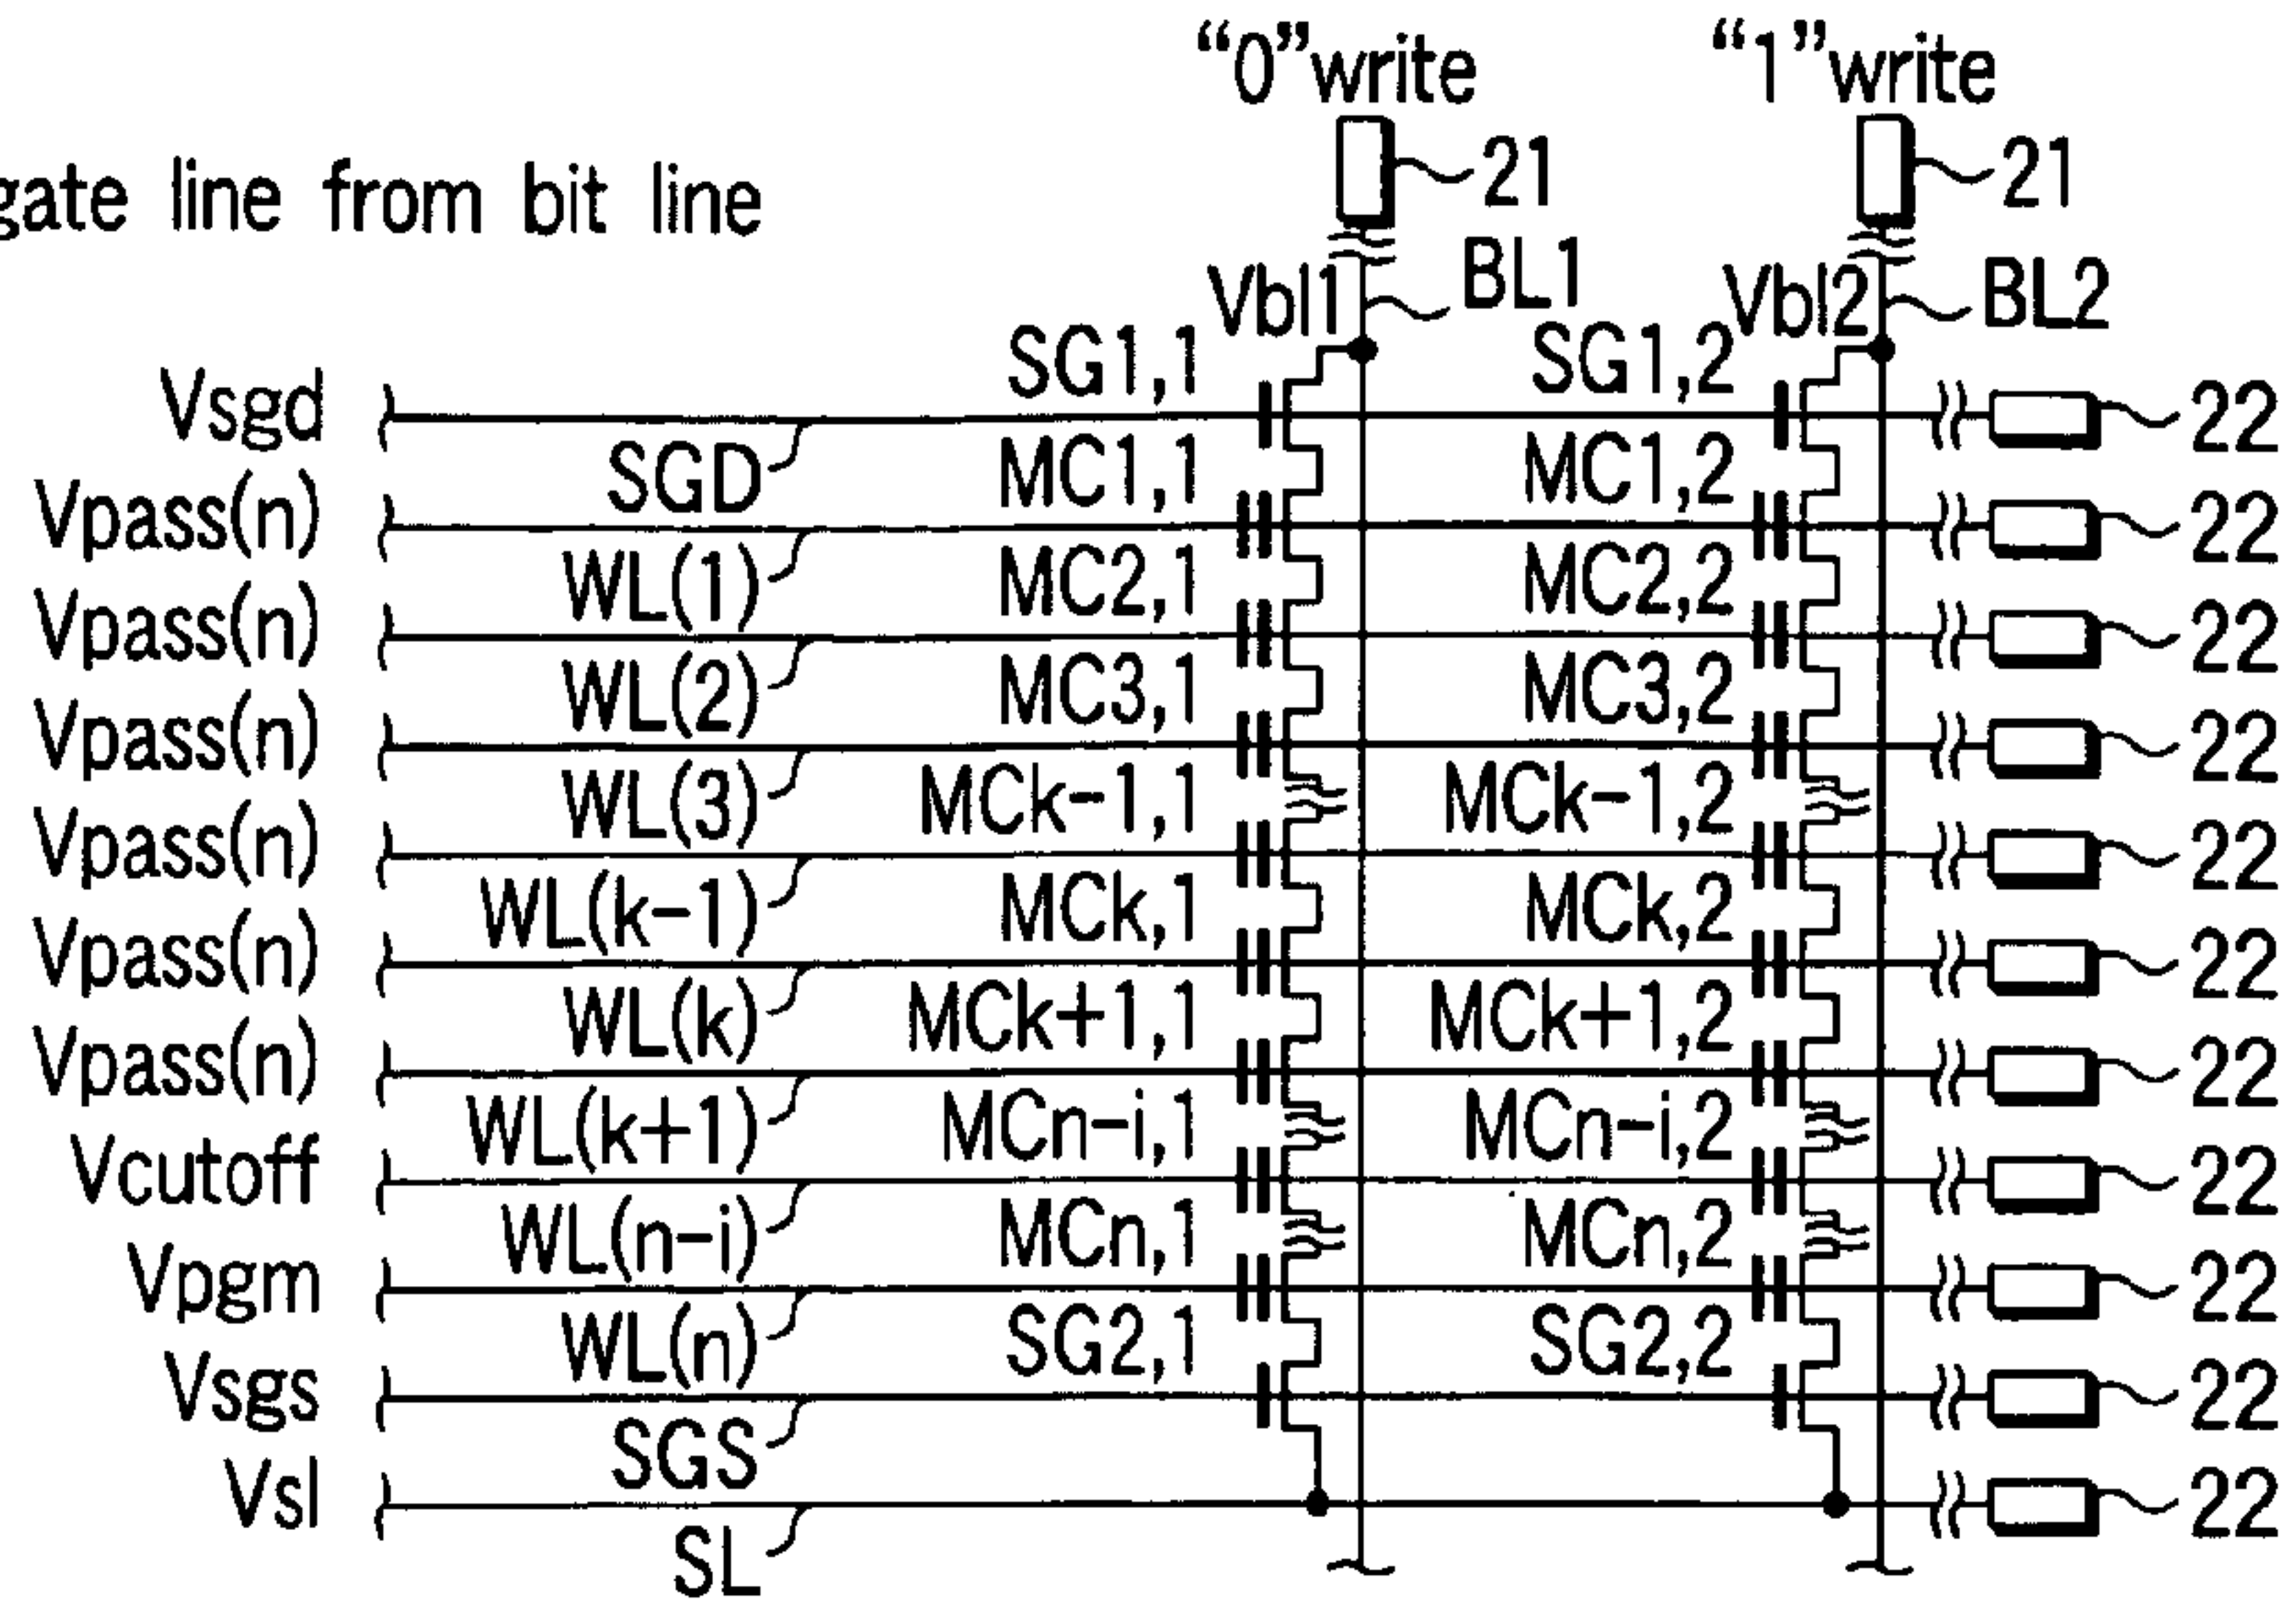 “0”write “1”write
21 21
gate line from bit line
Vbl1 BL1 Vbl2 BL2
SG1,1 SG1,2
Vsgd 22
SGD MC1,1 MC1,2
Vpass(n) 22
WL(1) MC2,1 MC2,2
Vpass(n) 22
WL(2) MC3,1 MC3,2
Vpass(n) 22
WL(3) MCk-1,1 MCk-1,2
Vpass(n) 22
WL(k-1) MCk,1 MCk,2
Vpass(n) 22
WL(k) MCk+1,1 MCk+1,2
Vpass(n) 22
WL(k+1) MCn-i,1 MCn-i,2
Vcutoff 22
WL(n-i) MCn,1 MCn,2
Vpgm 22
WL(n) SG2,1 SG2,2
Vsgs 22
SGS
Vsl 22
SL